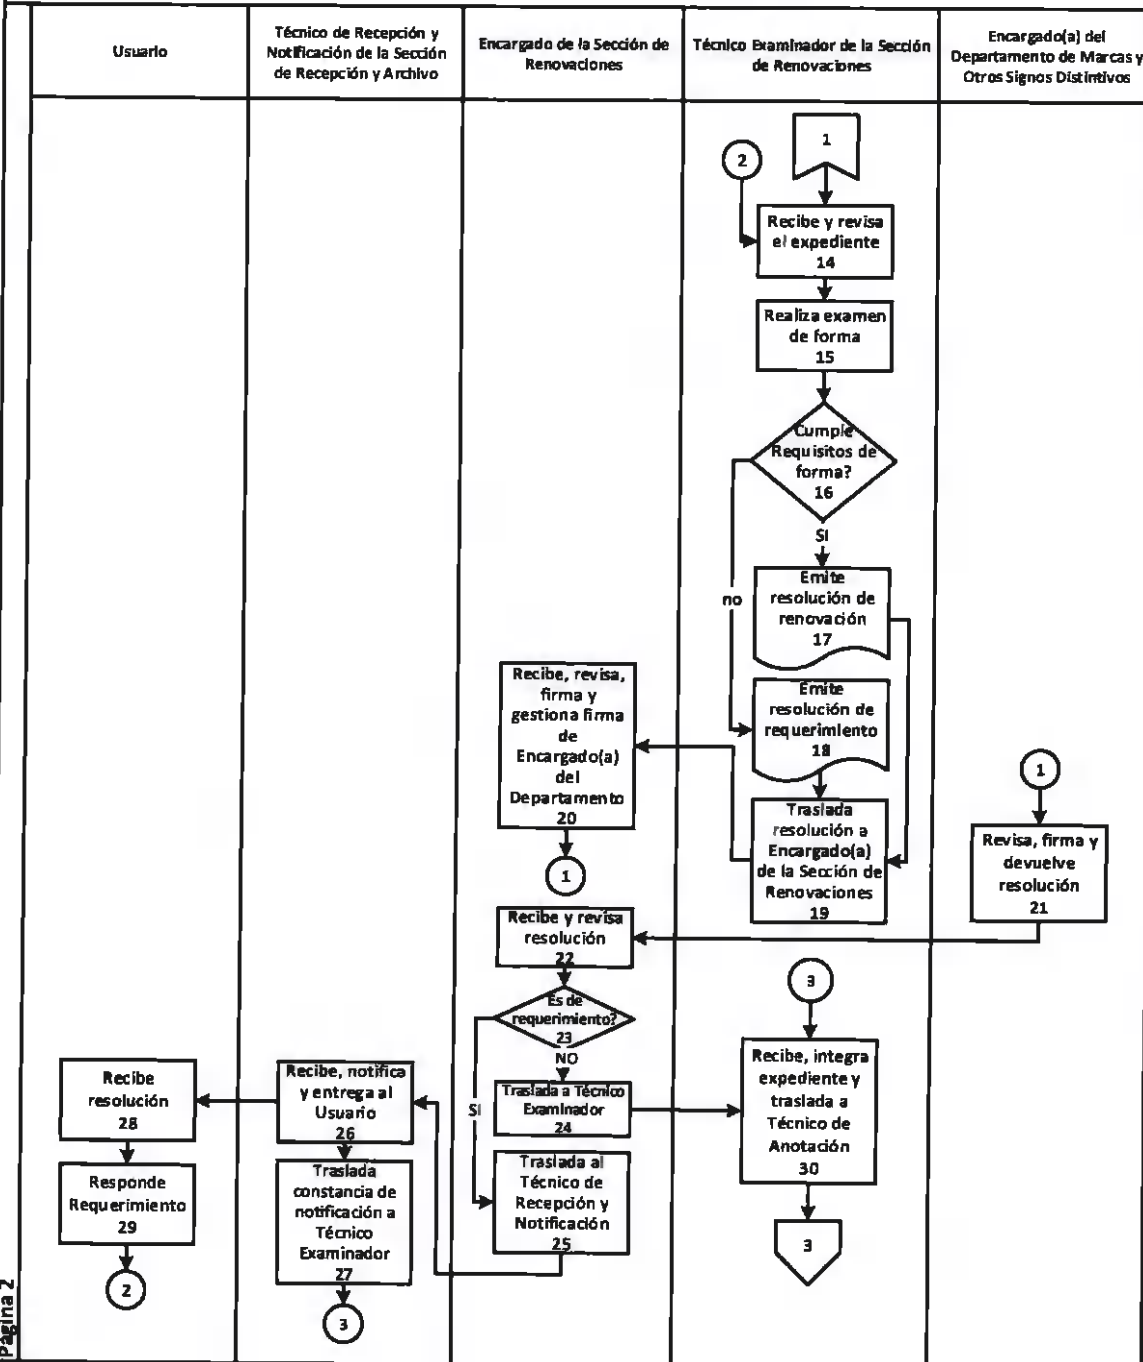 Usuario
Técnico de Recepción y
Notificación de la Sección
de Recepción y Archivo
Encargado de la Sección de
Renovaciones
Técnico Examinador de la Sección
de Renovaciones
Encargado(a) del
Departamento de Marcas y
Otros Signos Distintivos
1
2
Recibe y revisa
el expediente
14
Realiza examen
de forma
15
Cumple
Requisitos de
forma?
16
SI
no
Emite
resolución de
renovación
17
Emite
resolución de
requerimiento
18
Traslada
resolución a
Encargado(a)
de la Sección de
Renovaciones
19
Recibe, revisa,
firma y
gestiona firma
de
Encargado(a)
del
Departamento
20
1
1
Revisa, firma y
devuelve
resolución
21
Recibe y revisa
resolución
22
Es de
requerimiento?
23
NO
SI
Traslada a Técnico
Examinador
24
Traslada al
Técnico de
Recepción y
Notificación
25
Recibe, notifica
y entrega al
Usuario
26
Traslada
constancia de
notificación a
Técnico
Examinador
27
3
Recibe
resolución
28
Responde
Requerimiento
29
2
3
Recibe, integra
expediente y
traslada a
Técnico de
Anotación
30
3
Página 2